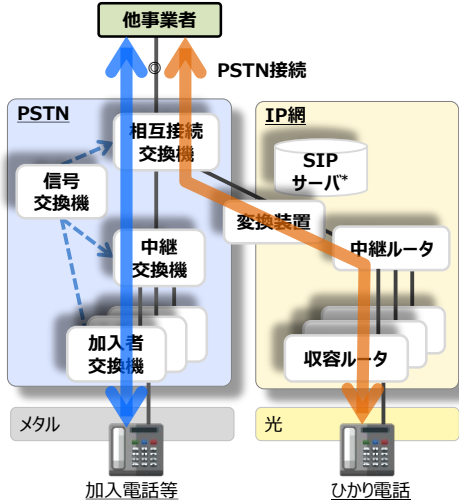 他事業者
PSTN接続
PSTN
相互接続
交換機
信号
交換機
中継
交換機
加入者
交換機
メタル
加入電話等
IP網
SIP
サーバ*
変換装置
中継ルータ
収容ルータ
光
ひかり電話